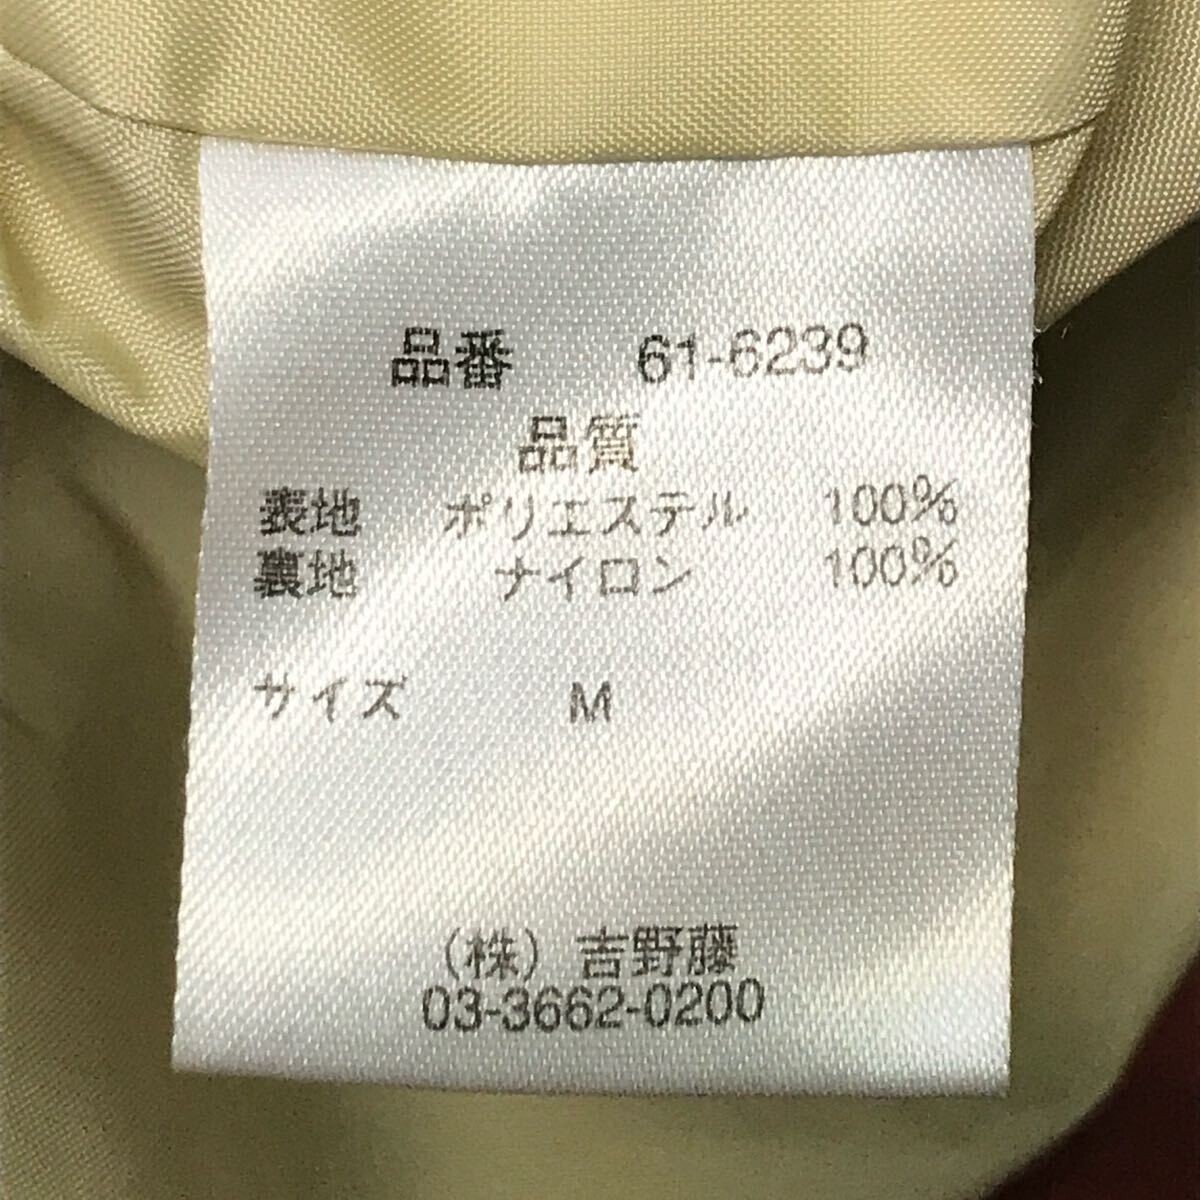 品番 61-6239
品質
表地 ポリエステル 100%
裏地 ナイロン 100%
サイズ M
(株) 吉野藤
03-3662-0200